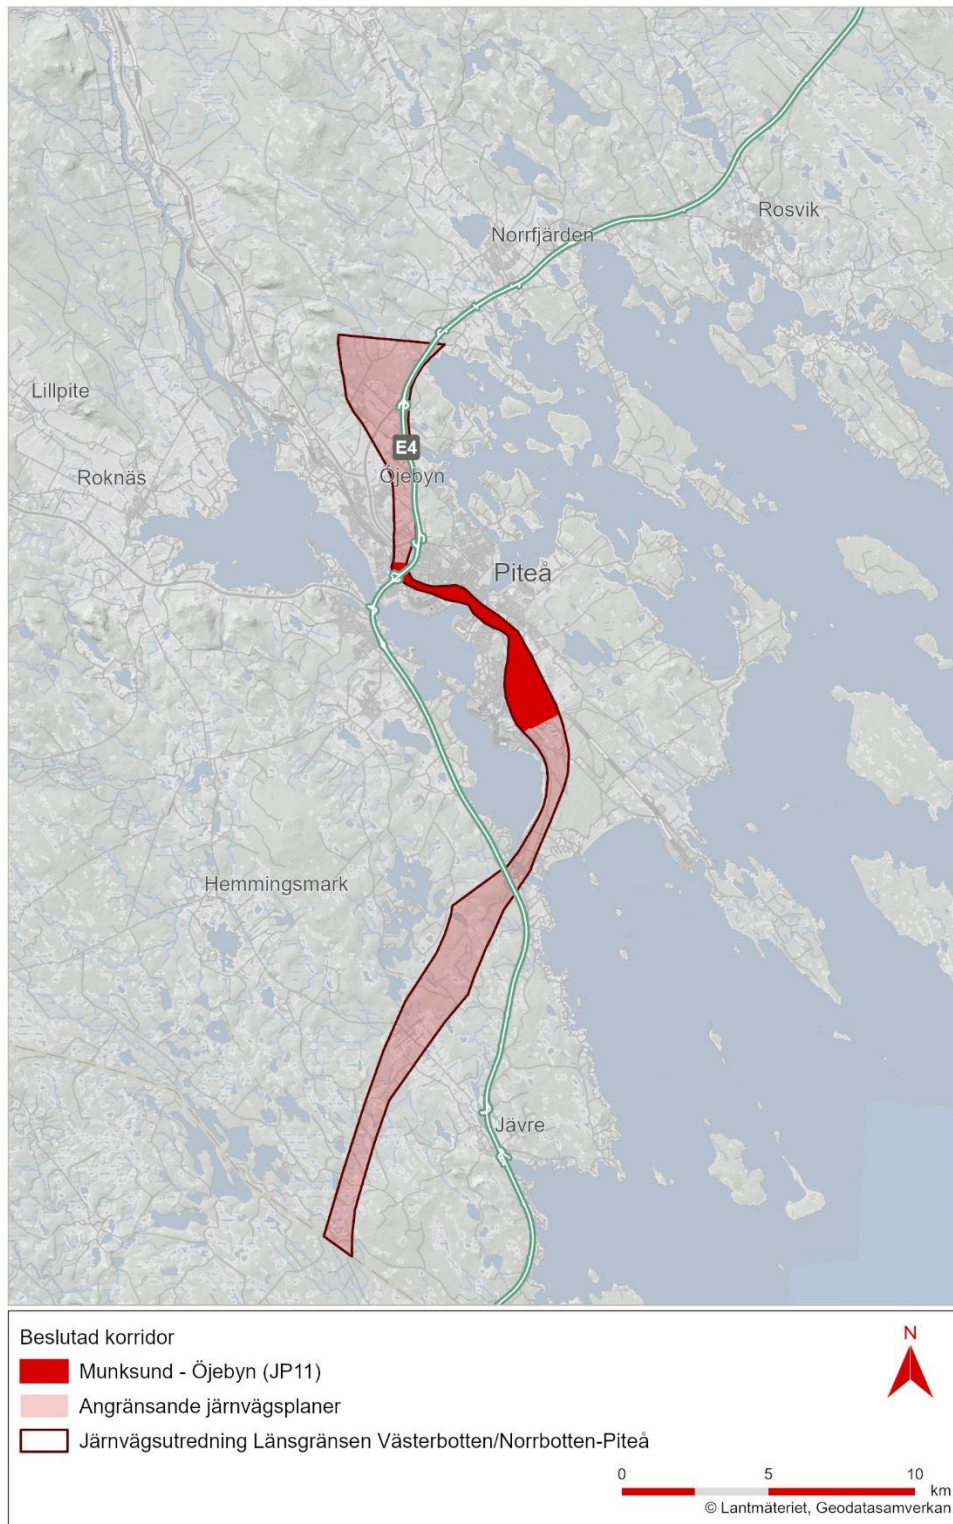 Rosvik
Norrfjärden
Lillpite
E4
Öjebyn
Roknäs
Piteå
Hemmingsmark
Jävre
Beslutad korridor
Munksund - Öjebyn (JP11)
Angränsande järnvägsplaner
Järnvägsutredning Länsgränsen Västerbotten/Norrbotten-Piteå
N
0 5 10
km
© Lantmäteriet, Geodatasamverkan